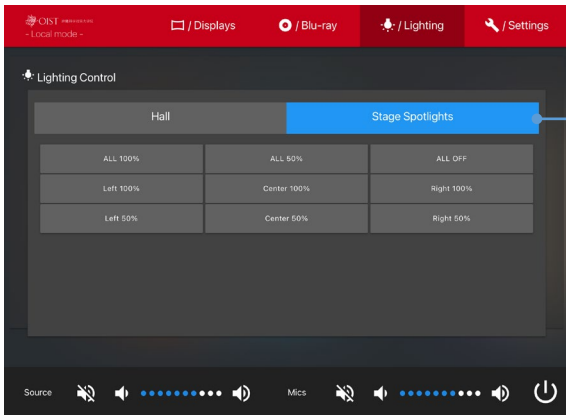 OIST
- Local mode -
/ Displays
/ Blu-ray
/ Lighting
/ Settings
Lighting Control
Hall
Stage Spotlights
ALL 100%
ALL 50%
ALL OFF
Left 100%
Center 100%
Right 100%
Left 50%
Center 50%
Right 50%
Source
Mics